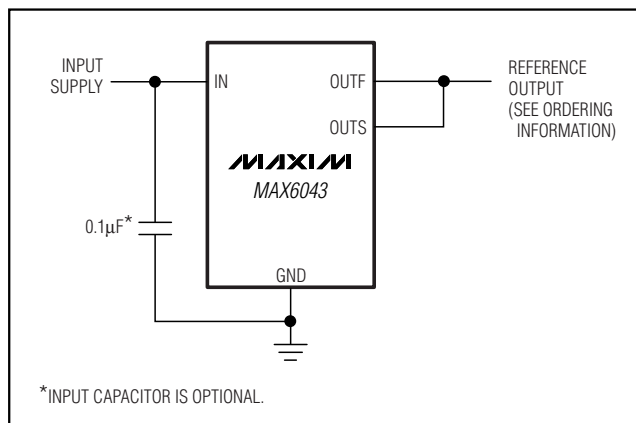 INPUT
SUPPLY
IN
OUTF
OUTS
REFERENCE
OUTPUT
(SEE ORDERING
INFORMATION)
MAXIM
MAX6043
0.1µF*
GND
*INPUT CAPACITOR IS OPTIONAL.